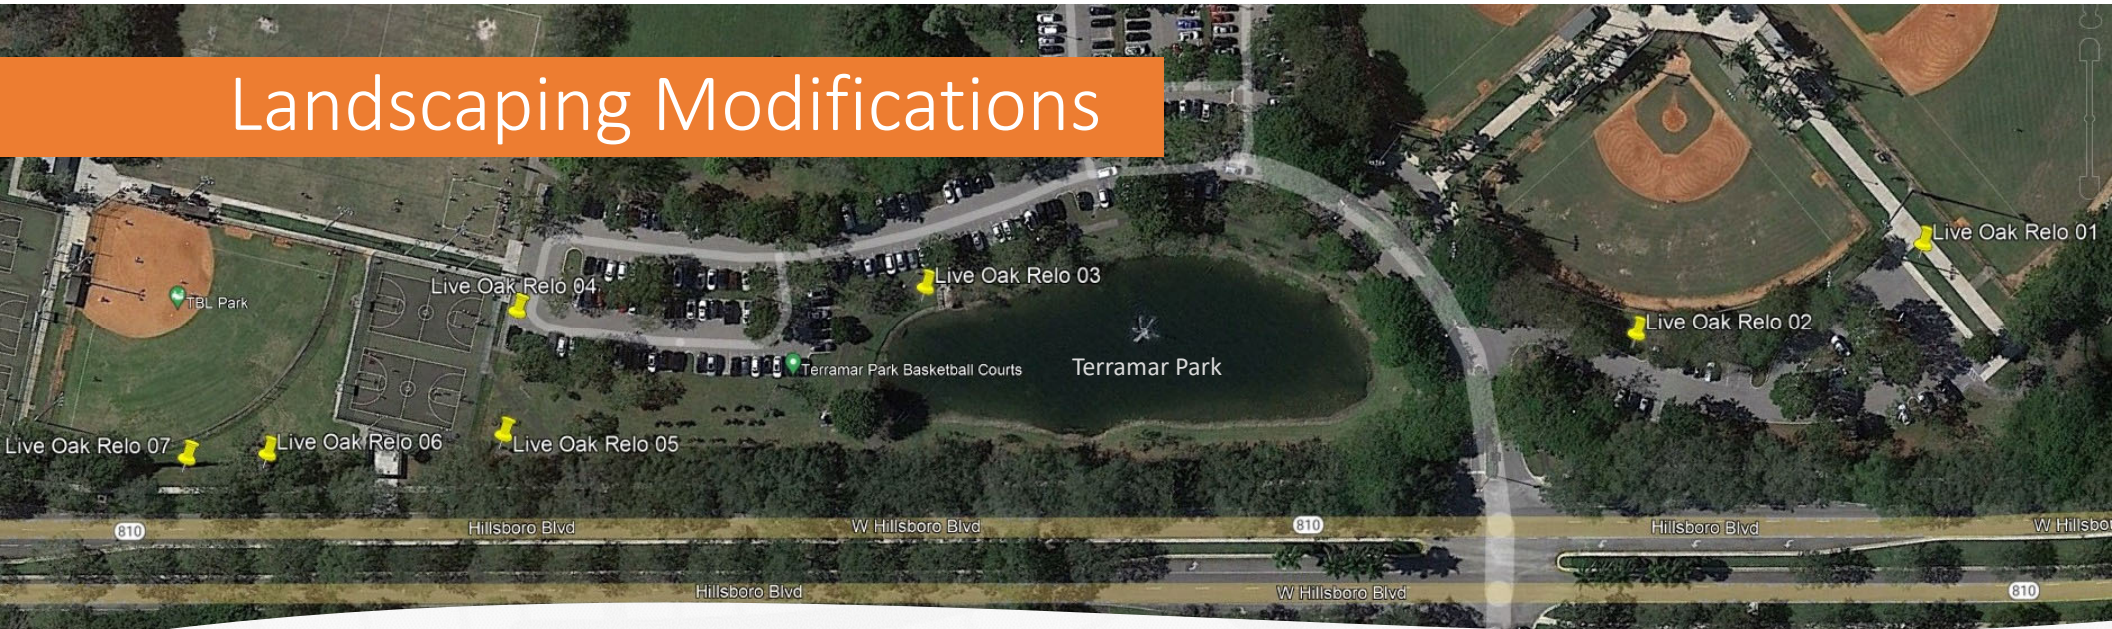 Landscaping Modifications
Live Oak Relo 01
Live Oak Relo 03
Live Oak Relo 04
TBL Park
Live Oak Relo 02
Terramar Park Basketball Courts
Terramar Park
Live Oak Relo 07
Live Oak Relo 06
Live Oak Relo 05
810
Hillsboro Blvd
W Hillsboro Blvd
810
Hillsboro Blvd
W Hillsbo
Hillsboro Blvd
W Hillsboro Blvd
810